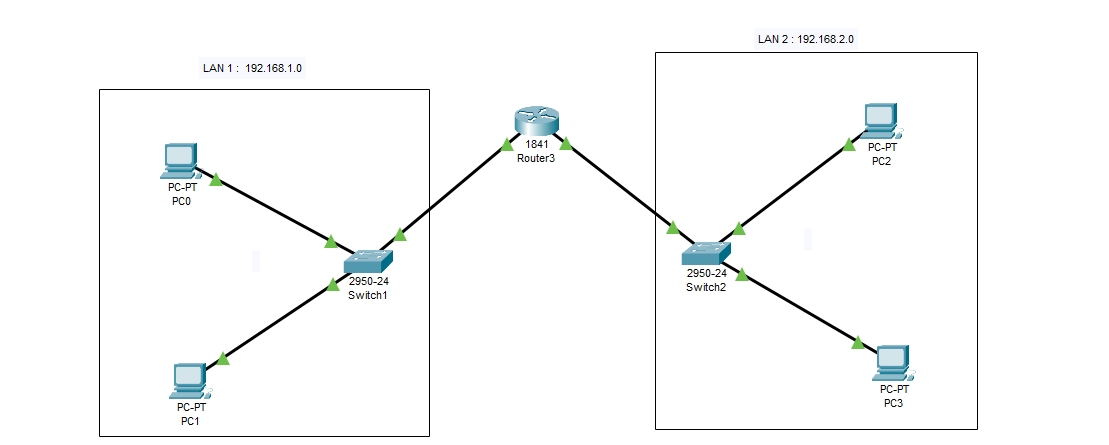 LAN 1 : 192.168.1.0
LAN 2 : 192.168.2.0
PC-PT
PC0
1841
Router3
PC-PT
PC2
2950-24
Switch1
2950-24
Switch2
PC-PT
PC1
PC-PT
PC3